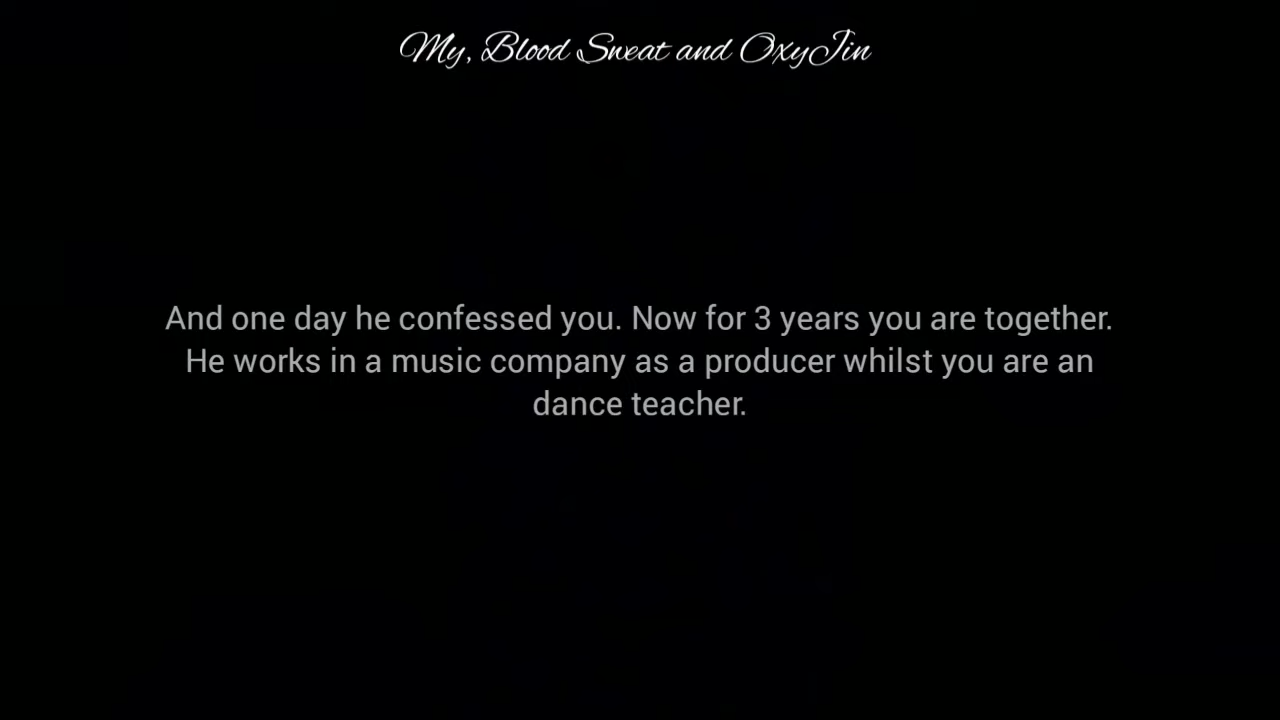 My, Blood Sweat and OxyJin
And one day he confessed you. Now for 3 years you are together.
He works in a music company as a producer whilst you are an
dance teacher.